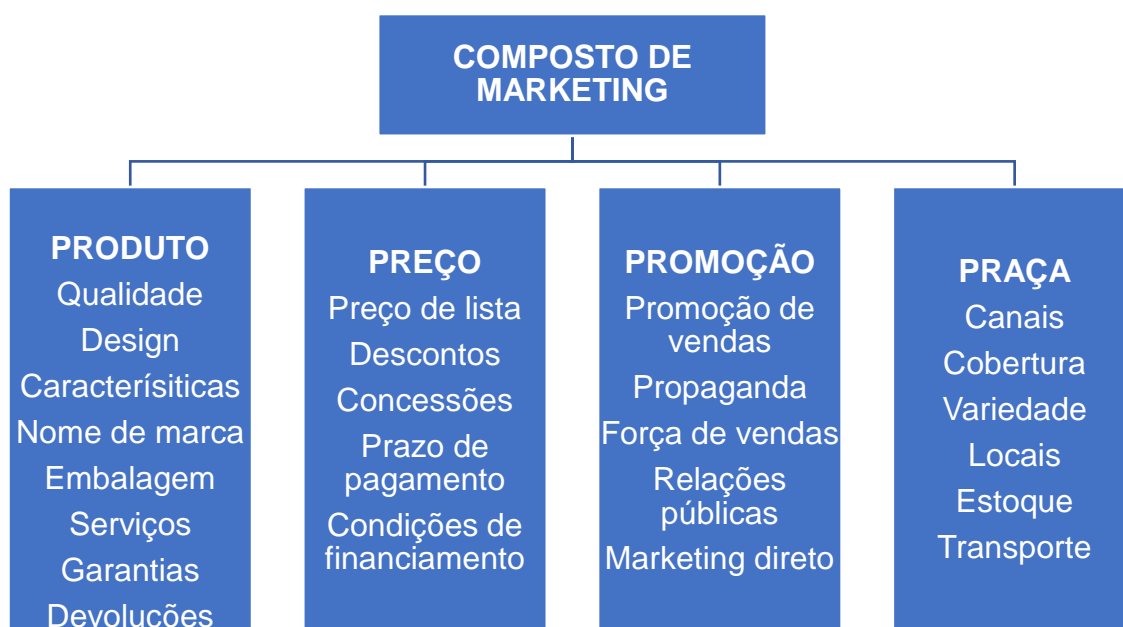 COMPOSTO DE
MARKETING
PRODUTO
Qualidade
Design
Caracterísiticas
Nome de marca
Embalagem
Serviços
Garantias
Devoluções
PREÇO
Preço de lista
Descontos
Concessões
Prazo de
pagamento
Condições de
financiamento
PROMOÇÃO
Promoção de
vendas
Propaganda
Força de vendas
Relações
públicas
Marketing direto
PRAÇA
Canais
Cobertura
Variedade
Locais
Estoque
Transporte